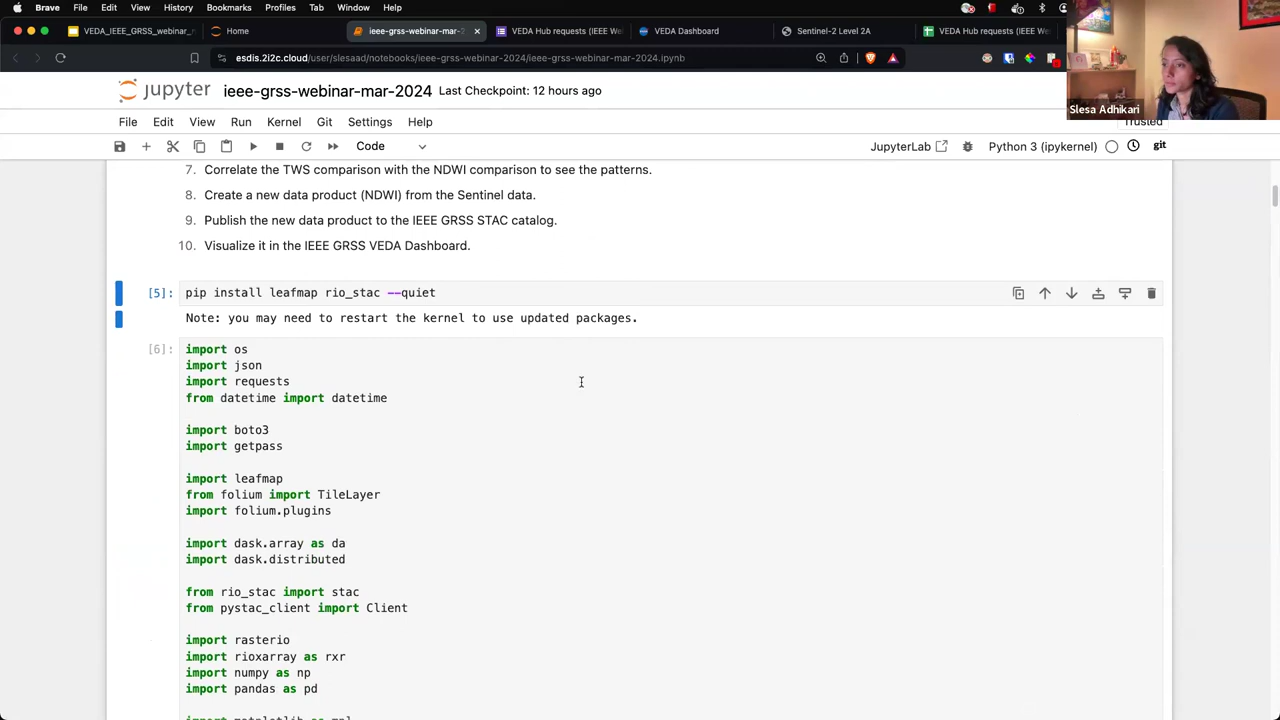 Brave File Edit View History Bookmarks Profiles Tab Window Help
VEDA_IEEE_GRSS_webinar_
Home
ieee-grss-webinar-mar-2
VEDA Hub requests (IEEE We
VEDA Dashboard
Sentinel-2 Level 2A
VEDA Hub requests (IEEE We
esdis.2i2c.cloud/user/slesaad/notebooks/ieee-grss-webinar-2024/ieee-grss-webinar-mar-2024.ipynb
Slesa Adhikari
jupyter ieee-grss-webinar-mar-2024 Last Checkpoint: 12 hours ago
File Edit View Run Kernel Git Settings Help
Trusted
Code
JupyterLab
Python 3 (ipykernel)
git
7. Correlate the TWS comparison with the NDWI comparison to see the patterns.
8. Create a new data product (NDWI) from the Sentinel data.
9. Publish the new data product to the IEEE GRSS STAC catalog.
10. Visualize it in the IEEE GRSS VEDA Dashboard.
[5]: pip install leafmap rio_stac --quiet
Note: you may need to restart the kernel to use updated packages.
[6]: import os
import json
import requests
from datetime import datetime
import boto3
import getpass
import leafmap
from folium import TileLayer
import folium.plugins
import dask.array as da
import dask.distributed
from rio_stac import stac
from pystac_client import Client
import rasterio
import rioxarray as rxr
import numpy as np
import pandas as pd
import matplotlib as mpl